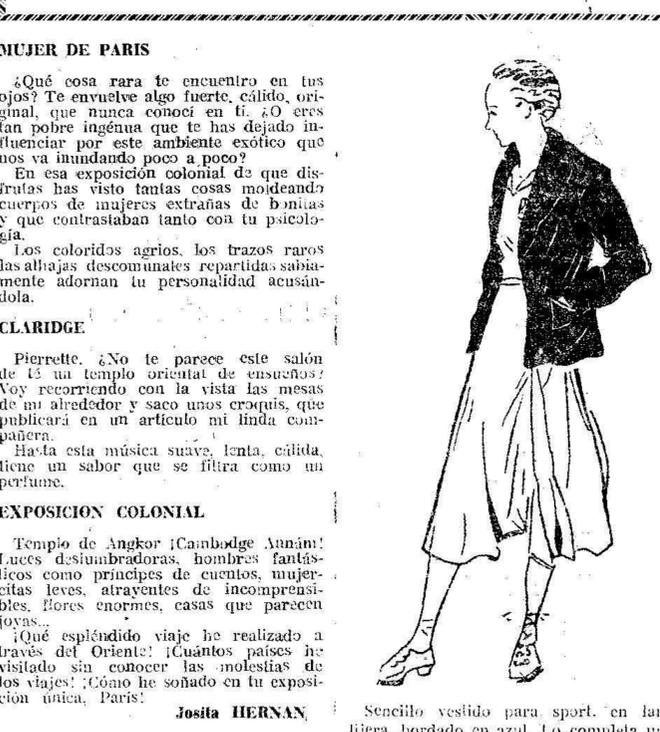 MUJER DE PARIS
¿Qué cosa rara te encuentro en tus
ojos? Te envuelve algo fuerte, cálido, ori-
ginal, que nunca conocí en ti. ¿O eres
tan pobre ingénua que te has dejado in-
fluenciar por este ambiente exótico que
nos va inundando poco a poco?
En esa exposición colonial de que dis-
frutas has visto tantas cosas moldeando
cuerpos de mujeres extrañas de bonitas
y que contrastaban tanto con tu psicolo-
gía.
Los coloridos agrios, los trazos raros
las alhajas descomunales repartidas sabia-
mente adornan tu personalidad acusán-
dola.
CLARIDGE
Pierrette. ¿No te parece este salón
de té un templo oriental de ensueños?
Voy recorriendo con la vista las mesas
de mi alrededor y saco unos croquis, que
publicará en un artículo mi linda com-
pañera.
Hasta esta música suave, lenta, cálida,
tiene un sabor que se filtra como un
perfume.
EXPOSICION COLONIAL
Templo de Angkor ¡Cambodge Annám!
Luces deslumbradoras, hombres fantás-
ticos como príncipes de cuentos, mujer-
citas leves, atrayentes de incomprensi-
bles, flores enormes, casas que parecen
joyas...
¡Qué espléndido viaje he realizado a
través del Oriente! ¡Cuántos países he
visitado sin conocer las molestias de
los viajes! ¡Cómo he soñado en tu exposi-
ción única, París!
Josita HERNAN
Sencillo vestido para sport. en lan
lijera, bordado en azul. Lo completa